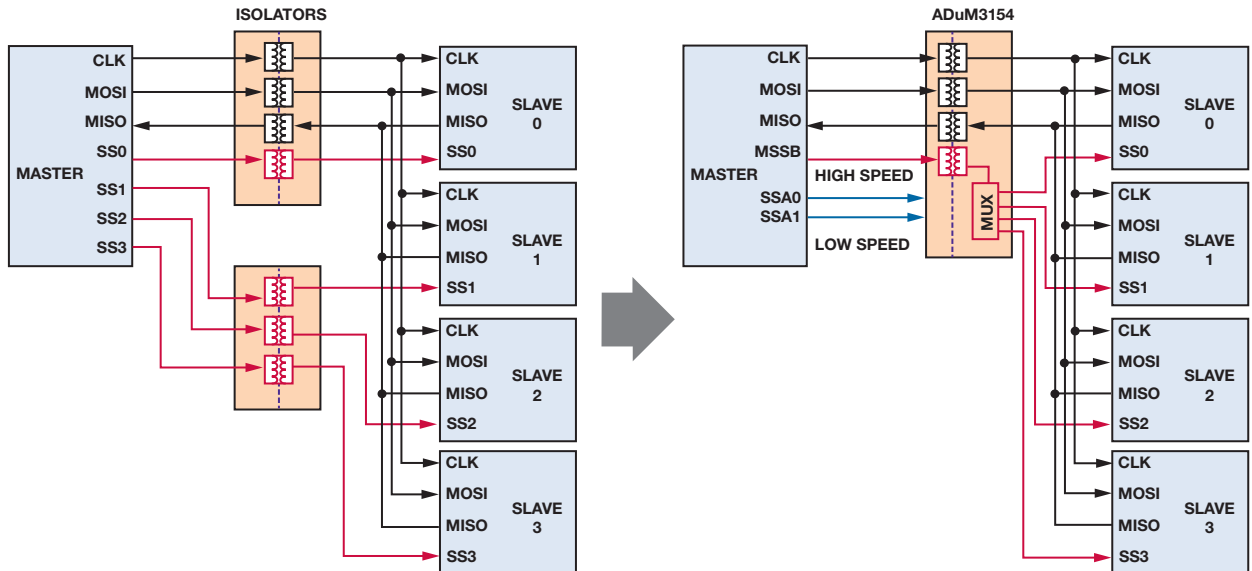 ISOLATORS
MASTER
CLK
MOSI
MISO
SS0
SS1
SS2
SS3
CLK
MOSI
MISO
SS0
SLAVE
0
CLK
MOSI
MISO
SS1
SLAVE
1
CLK
MOSI
MISO
SS2
SLAVE
2
CLK
MOSI
MISO
SS3
SLAVE
3
ADuM3154
MASTER
CLK
MOSI
MISO
MSSB
SSA0
SSA1
HIGH SPEED
LOW SPEED
MUX
CLK
MOSI
MISO
SS0
SLAVE
0
CLK
MOSI
MISO
SS1
SLAVE
1
CLK
MOSI
MISO
SS2
SLAVE
2
CLK
MOSI
MISO
SS3
SLAVE
3